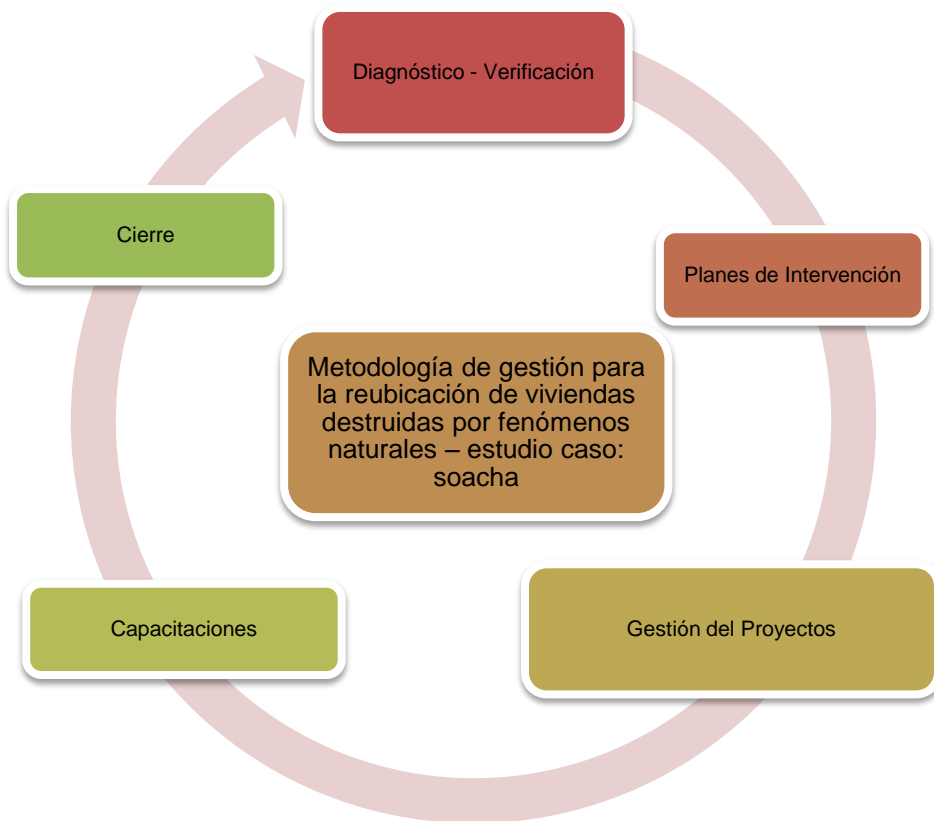 Diagnóstico - Verificación
Planes de Intervención
Gestión del Proyectos
Capacitaciones
Cierre
Metodología de gestión para
la reubicación de viviendas
destruidas por fenómenos
naturales – estudio caso:
soacha